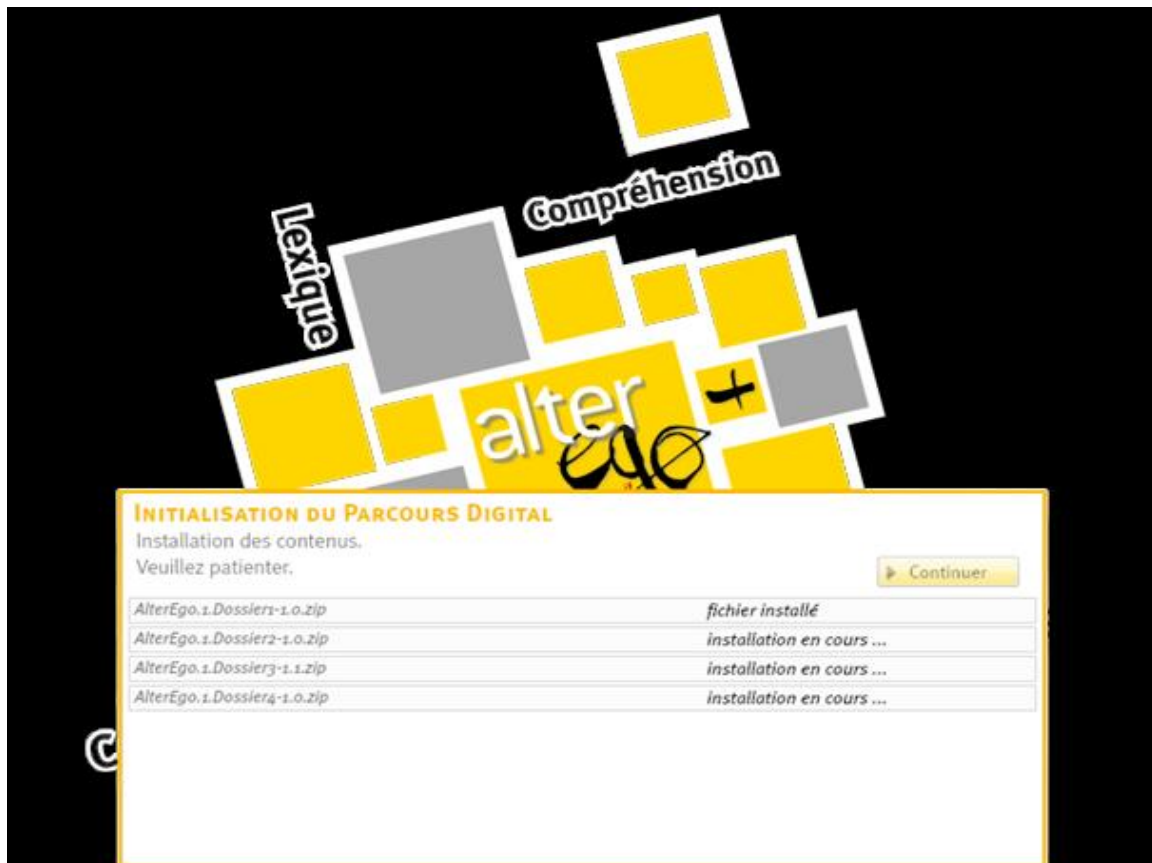 Compréhension
Lexique
alter
ego +
INITIALISATION DU PARCOURS DIGITAL
Installation des contenus.
Veuillez patienter.
Continuer
AlterEgo.1.Dossier1-1.0.zip fichier installé
AlterEgo.1.Dossier2-1.0.zip installation en cours ...
AlterEgo.1.Dossier3-1.1.zip installation en cours ...
AlterEgo.1.Dossier4-1.0.zip installation en cours ...
C